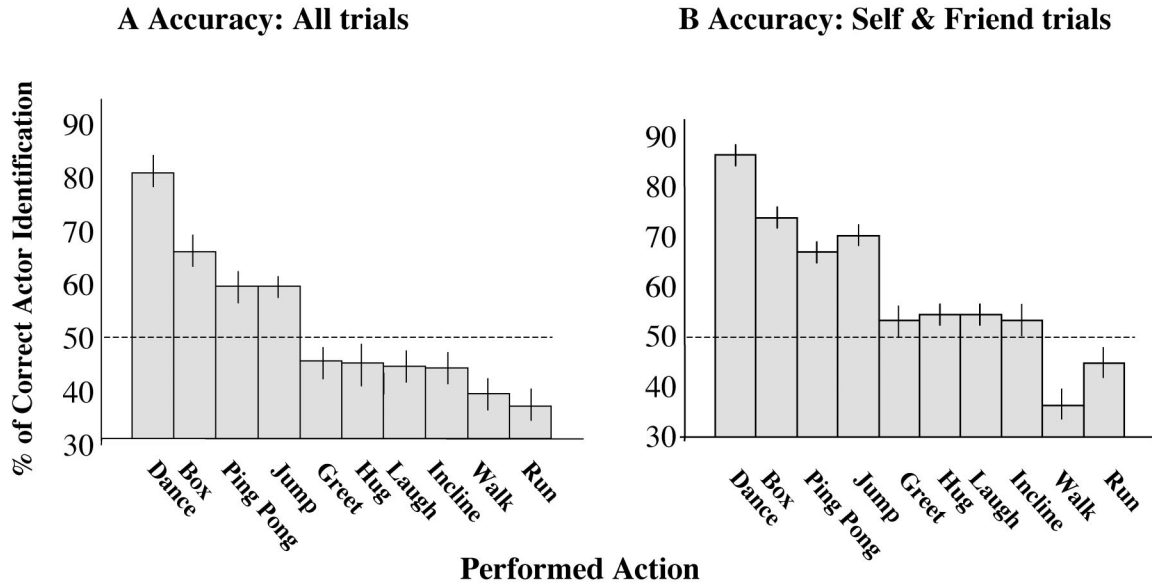 A Accuracy: All trials
B Accuracy: Self & Friend trials
% of Correct Actor Identification
90
80
70
60
50
40
30
Dance
Box
Ping Pong
Jump
Greet
Hug
Laugh
Incline
Walk
Run
90
80
70
60
50
40
30
Dance
Box
Ping Pong
Jump
Greet
Hug
Laugh
Incline
Walk
Run
Performed Action